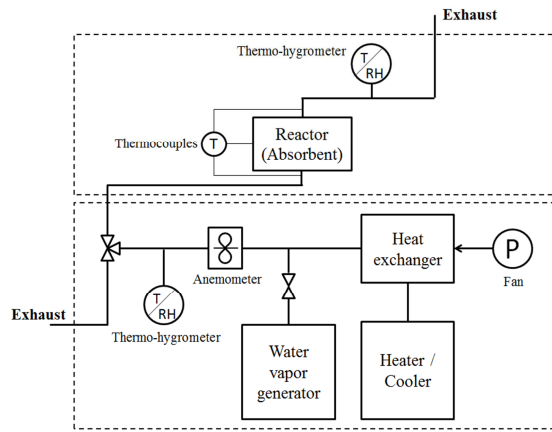 Exhaust
Thermo-hygrometer
T
RH
Thermocouples
T
Reactor
(Absorbent)
Heat
exchanger
P
Fan
Anemometer
Exhaust
T
RH
Thermo-hygrometer
Water
vapor
generator
Heater /
Cooler